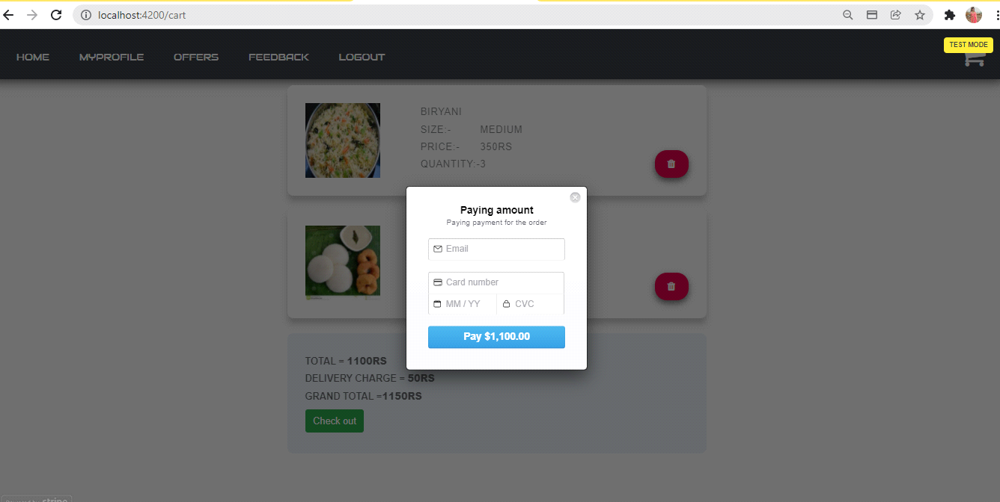 localhost:4200/cart
HOME MYPROFILE OFFERS FEEDBACK LOGOUT
TEST MODE
BIRYANI
SIZE:- MEDIUM
PRICE:- 350RS
QUANTITY:-3
Paying amount
Paying payment for the order
Email
Card number
MM / YY CVC
Pay $1,100.00
TOTAL = 1100RS
DELIVERY CHARGE = 50RS
GRAND TOTAL =1150RS
Check out
stripe